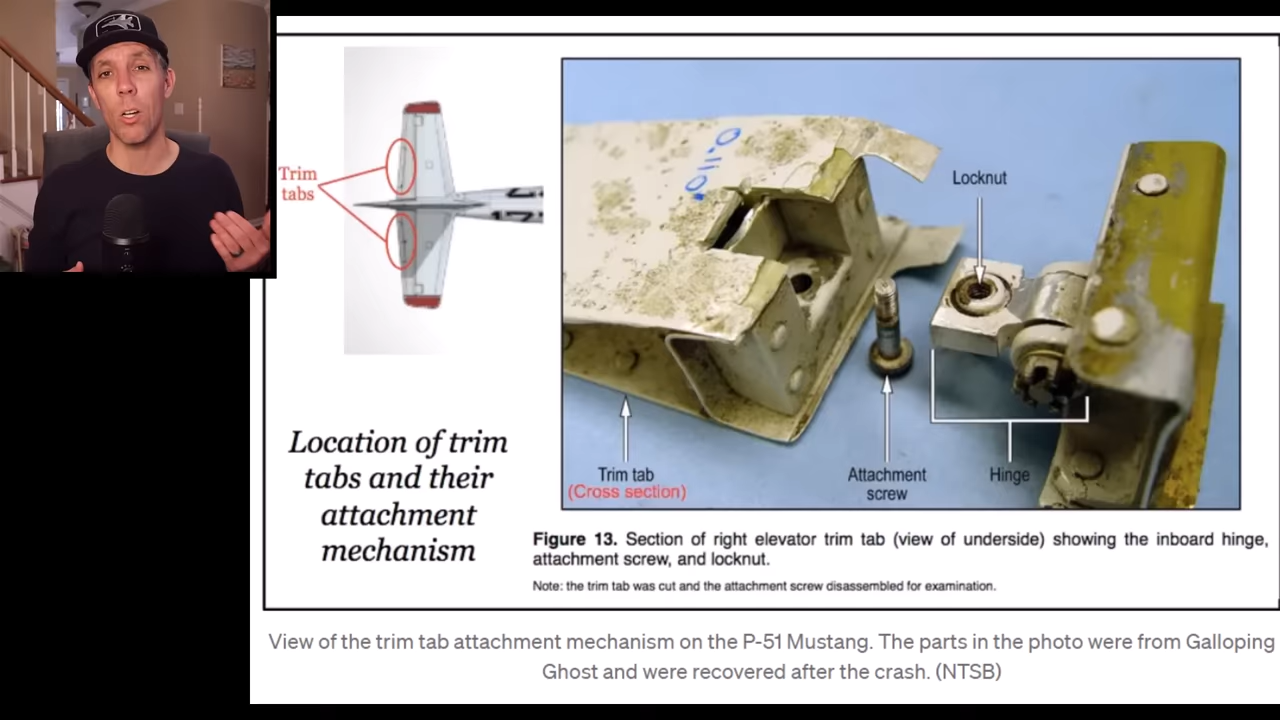 Trim
tabs
Location of trim
tabs and their
attachment
mechanism
0.110"
Locknut
Trim tab
(Cross section)
Attachment
screw
Hinge
Figure 13. Section of right elevator trim tab (view of underside) showing the inboard hinge,
attachment screw, and locknut.
Note: the trim tab was cut and the attachment screw disassembled for examination.
View of the trim tab attachment mechanism on the P-51 Mustang. The parts in the photo were from Galloping
Ghost and were recovered after the crash. (NTSB)